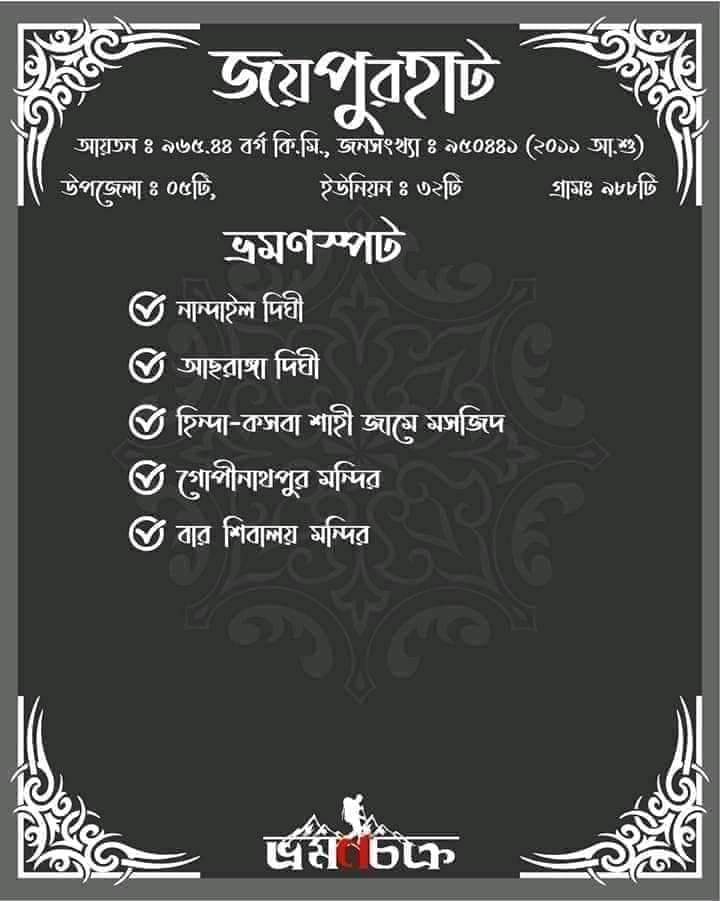 জয়পুরহাট
আয়তন ঃ ৯৬৫.৪৪ বর্গ কি.মি., জনসংখ্যা ঃ ৯৫০৪৪১ (২০১১ আ.শু)
উপজেলা ঃ ০৫টি, ইউনিয়ন ঃ ৩২টি গ্রামঃ ৯৮৮টি
ভ্রমণস্পট
নান্দাইল দিঘী
আছরাঙ্গা দিঘী
হিন্দা-কসবা শাহী জামে মসজিদ
গোপীনাথপুর মন্দির
বার শিবালয় মন্দির
ভ্রমণচক্র